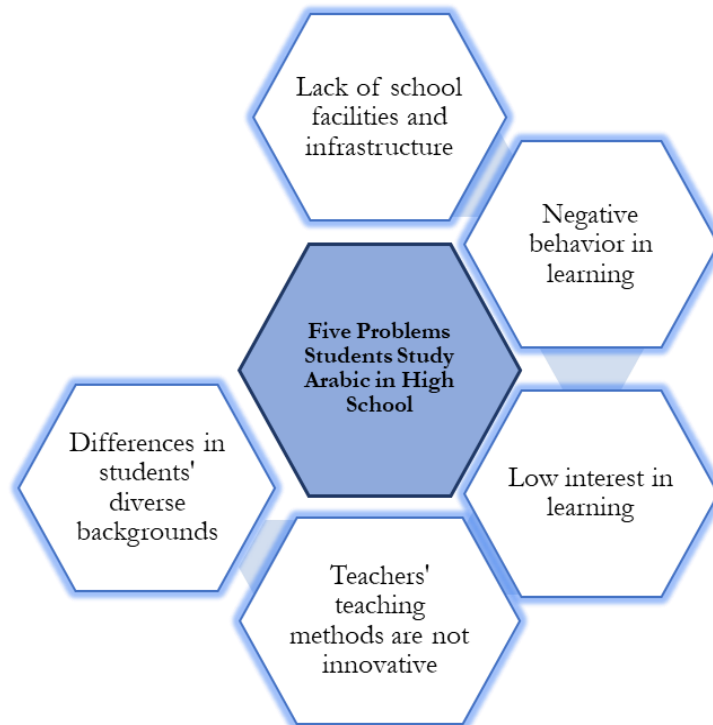 Lack of school
facilities and
infrastructure
Negative
behavior in
learning
Five Problems
Students Study
Arabic in High
School
Low interest in
learning
Teachers'
teaching
methods are not
innovative
Differences in
students'
diverse
backgrounds